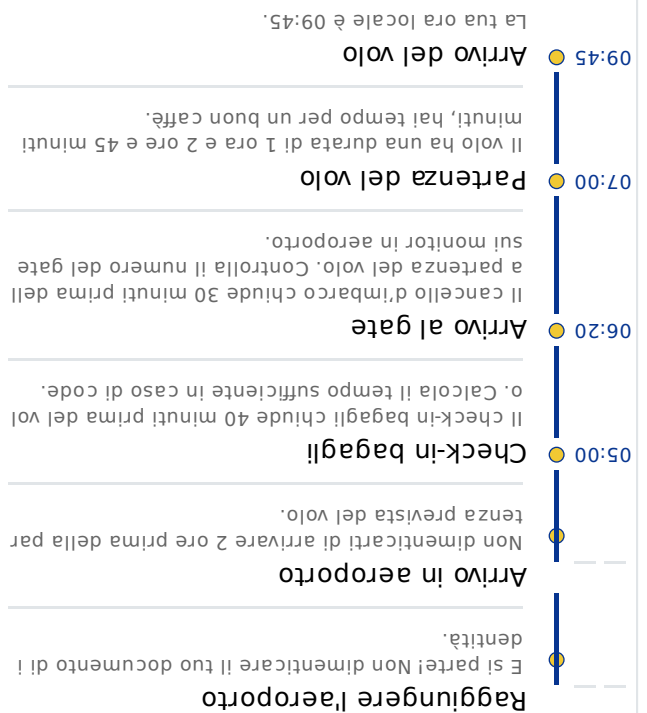 Raggiungere l'aeroporto
E si parte! Non dimenticare il tuo documento di i
dentità.
Arrivo in aeroporto
Non dimenticarti di arrivare 2 ore prima della par
tenza prevista del volo.
05:00
Check-in bagagli
Il check-in bagagli chiude 40 minuti prima del vol
o. Calcola il tempo sufficiente in caso di code.
06:20
Arrivo al gate
Il cancello d'imbarco chiude 30 minuti prima dell
a partenza del volo. Controlla il numero del gate
sui monitor in aeroporto.
07:00
Partenza del volo
Il volo ha una durata di 1 ora e 2 ore e 45 minuti
minuti, hai tempo per un buon caffè.
09:45
Arrivo del volo
La tua ora locale è 09:45.